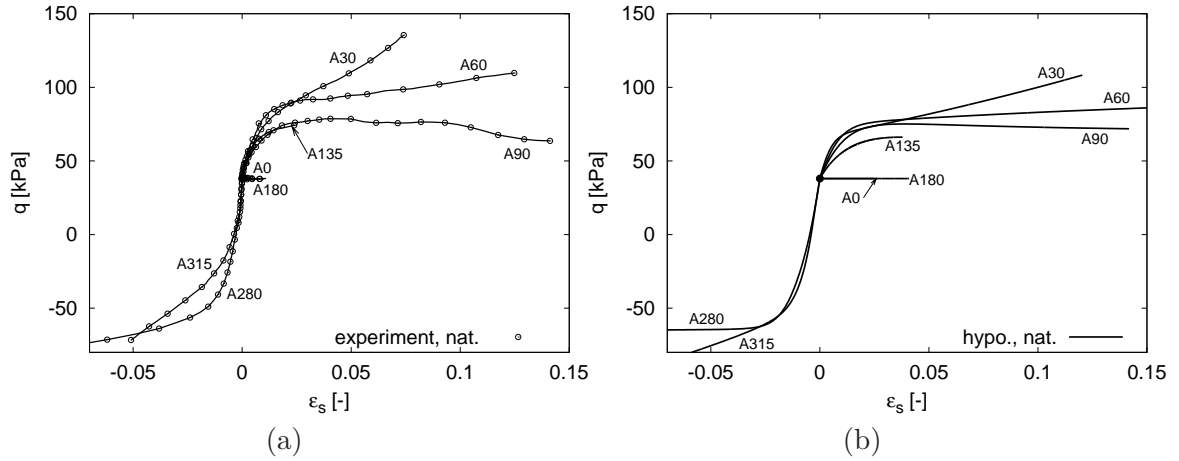 150
100
50
0
-50
q [kPa]
-0.05
0
0.05
0.1
0.15
εs [-]
A30
A60
A135
A90
A0
A180
A315
A280
experiment, nat.
(a)
150
100
50
0
-50
q [kPa]
-0.05
0
0.05
0.1
0.15
εs [-]
A30
A60
A90
A135
A180
A0
A280
A315
hypo., nat.
(b)